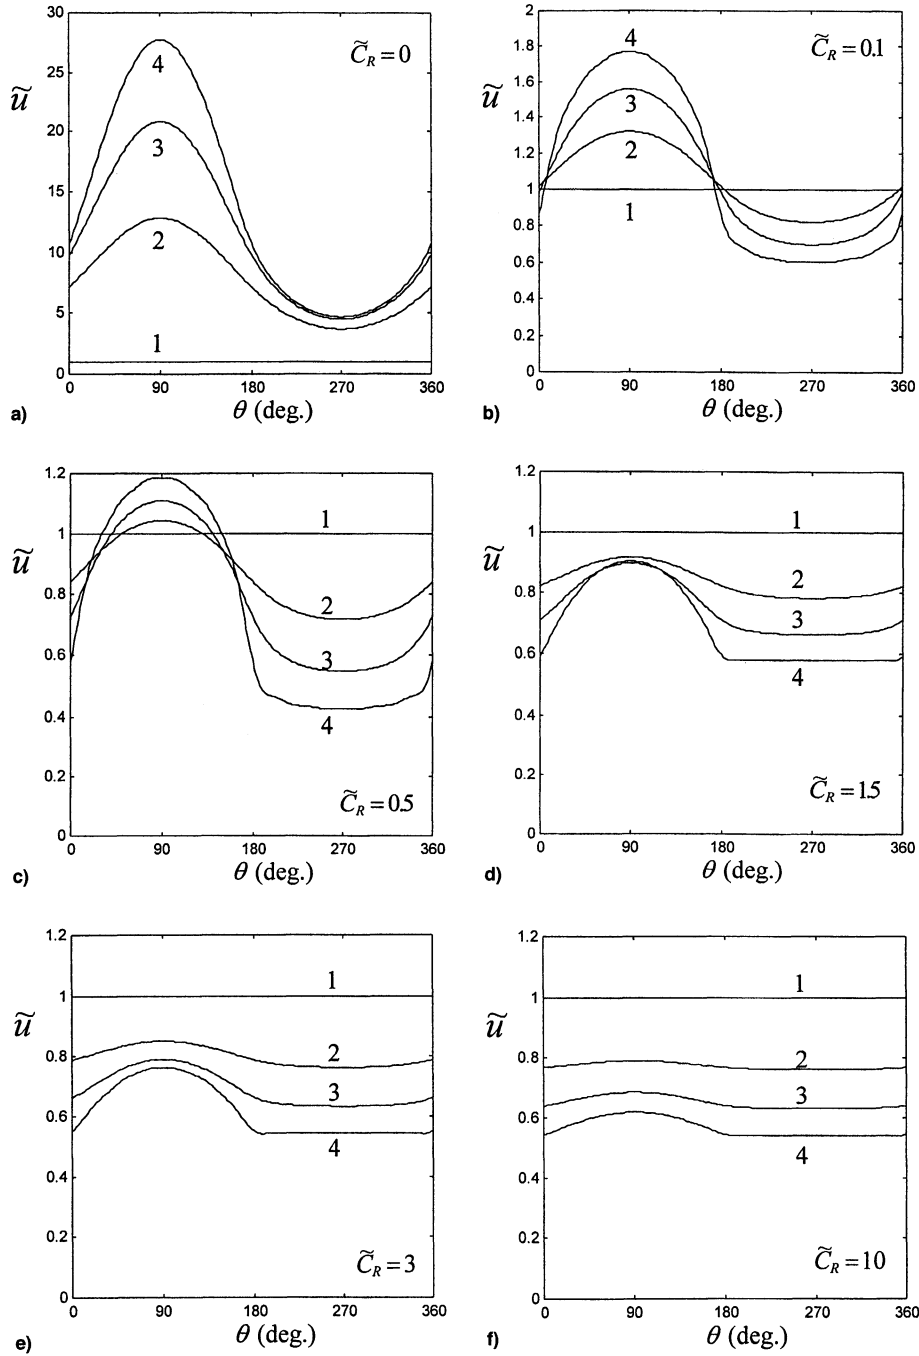 30
25
20
15
10
5
0
ũ
C̃_R = 0
4
3
2
1
0 90 180 270 360
θ (deg.)
a)
2
1.8
1.6
1.4
1.2
1
0.8
0.6
0.4
0.2
0
ũ
C̃_R = 0.1
4
3
2
1
0 90 180 270 360
θ (deg.)
b)
1.2
1
0.8
0.6
0.4
0.2
0
ũ
1
2
3
4
C̃_R = 0.5
0 90 180 270 360
θ (deg.)
c)
1.2
1
0.8
0.6
0.4
0.2
0
ũ
1
2
3
4
C̃_R = 1.5
0 90 180 270 360
θ (deg.)
d)
1.2
1
0.8
0.6
0.4
0.2
0
ũ
1
2
3
4
C̃_R = 3
0 90 180 270 360
θ (deg.)
e)
1.2
1
0.8
0.6
0.4
0.2
0
ũ
1
2
3
4
C̃_R = 10
0 90 180 270 360
θ (deg.)
f)